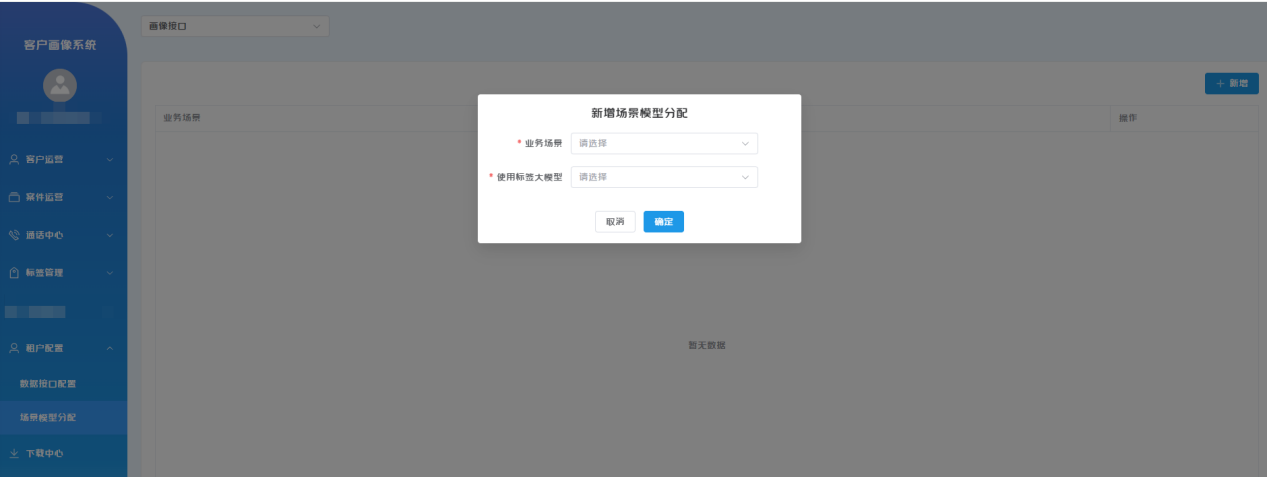 客户画像系统
客户运营
案件运营
通话中心
标签管理
租户配置
数据接口配置
场景模型分配
下载中心
画像接口
+ 新增
业务场景
操作
暂无数据
新增场景模型分配
* 业务场景 请选择
* 使用标签大模型 请选择
取消 确定